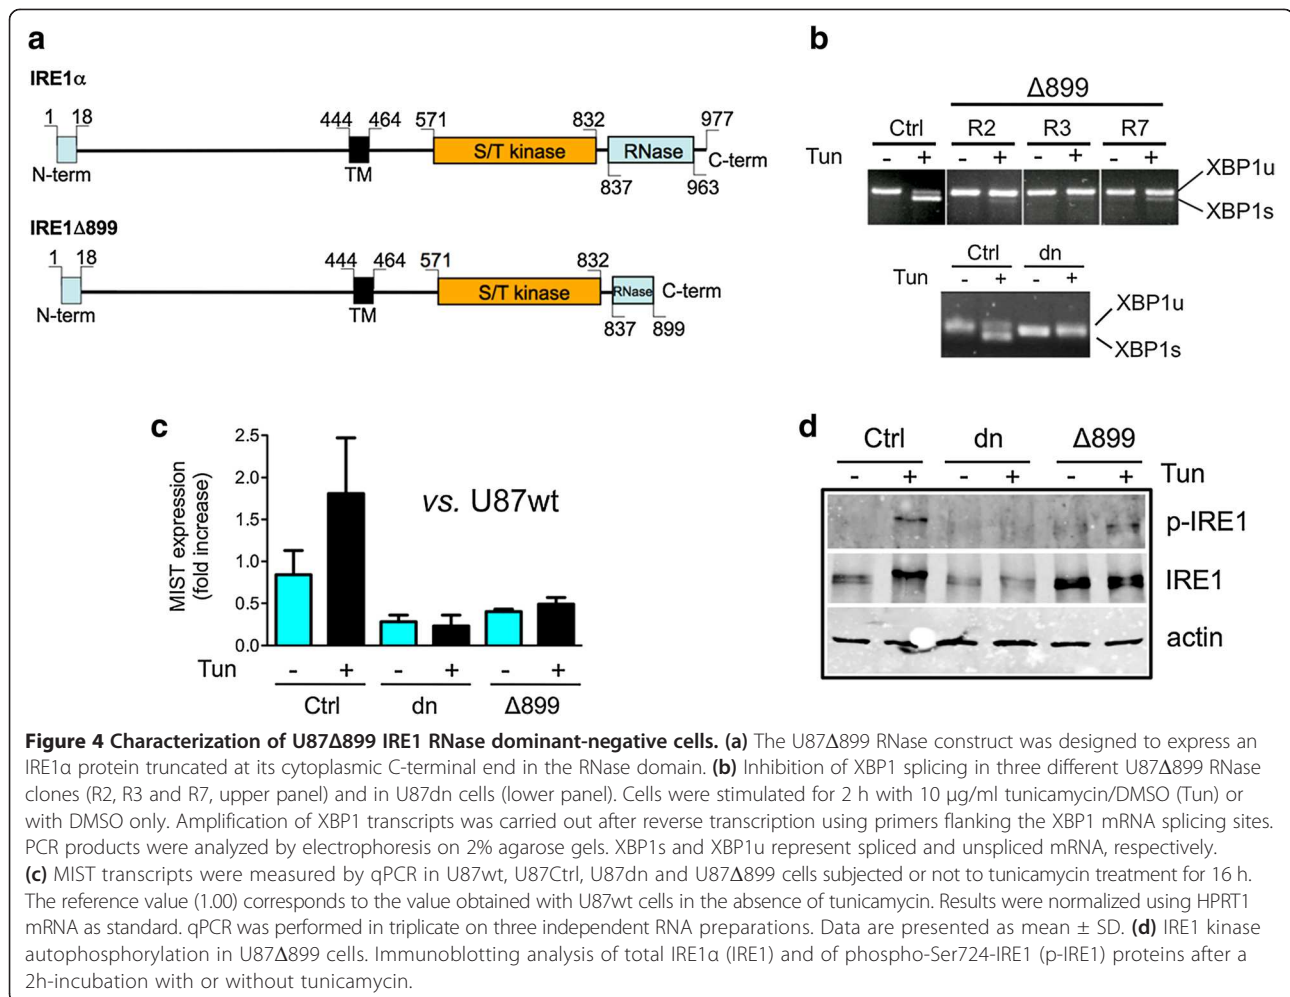 a
IRE1α
1 18 444 464 571 832 977
S/T kinase RNase
N-term TM 837 963 C-term
IRE1Δ899
1 18 444 464 571 832
S/T kinase RNase C-term
N-term TM 837 899
b
Δ899
Ctrl R2 R3 R7
Tun - + - + - + - +
XBP1u
XBP1s
Ctrl dn
Tun - + - +
XBP1u
XBP1s
c
MIST expression
(fold increase)
2.5
2.0
1.5
1.0
0.5
0.0
vs. U87wt
Tun - + - + - +
Ctrl dn Δ899
d
Ctrl dn Δ899
- + - + - + Tun
p-IRE1
IRE1
actin
Figure 4 Characterization of U87Δ899 IRE1 RNase dominant-negative cells. (a) The U87Δ899 RNase construct was designed to express an
IRE1α protein truncated at its cytoplasmic C-terminal end in the RNase domain. (b) Inhibition of XBP1 splicing in three different U87Δ899 RNase
clones (R2, R3 and R7, upper panel) and in U87dn cells (lower panel). Cells were stimulated for 2 h with 10 μg/ml tunicamycin/DMSO (Tun) or
with DMSO only. Amplification of XBP1 transcripts was carried out after reverse transcription using primers flanking the XBP1 mRNA splicing sites.
PCR products were analyzed by electrophoresis on 2% agarose gels. XBP1s and XBP1u represent spliced and unspliced mRNA, respectively.
(c) MIST transcripts were measured by qPCR in U87wt, U87Ctrl, U87dn and U87Δ899 cells subjected or not to tunicamycin treatment for 16 h.
The reference value (1.00) corresponds to the value obtained with U87wt cells in the absence of tunicamycin. Results were normalized using HPRT1
mRNA as standard. qPCR was performed in triplicate on three independent RNA preparations. Data are presented as mean ± SD. (d) IRE1 kinase
autophosphorylation in U87Δ899 cells. Immunoblotting analysis of total IRE1α (IRE1) and of phospho-Ser724-IRE1 (p-IRE1) proteins after a
2h-incubation with or without tunicamycin.